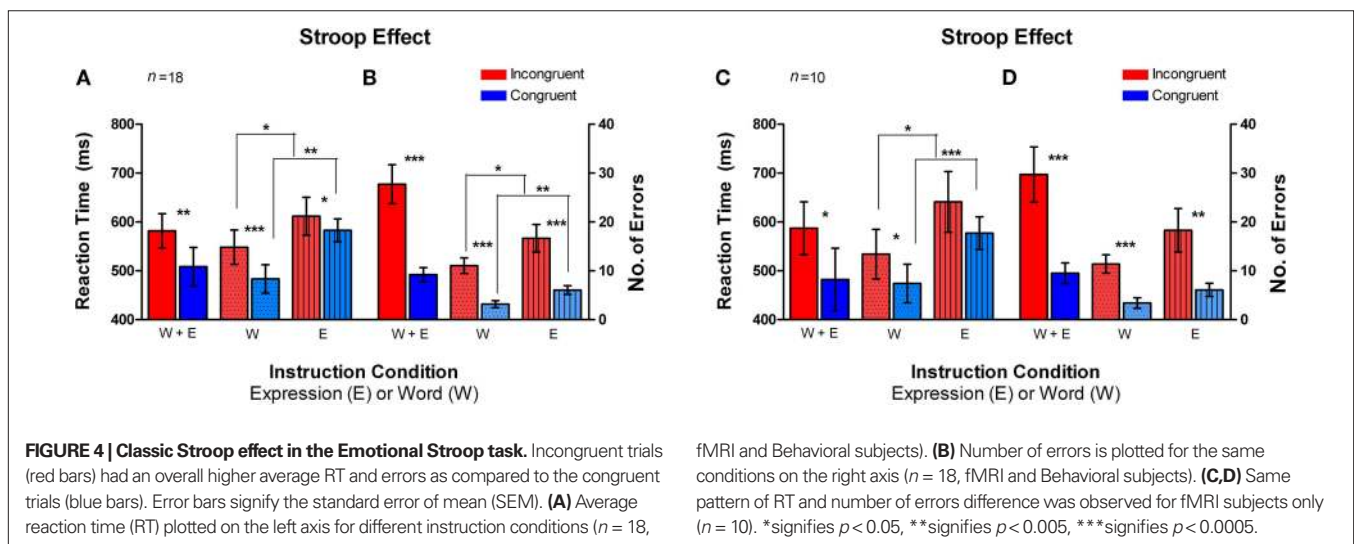 Stroop Effect
A n=18 B Incongruent
Congruent
800
700
600
500
400
Reaction Time (ms)
** *** * ** * *** *** * ** ***
40
30
20
10
0
No. of Errors
W + E W E W + E W E
Instruction Condition
Expression (E) or Word (W)
Stroop Effect
C n=10 D Incongruent
Congruent
800
700
600
500
400
Reaction Time (ms)
* * * *** *** *** **
40
30
20
10
0
No. of Errors
W + E W E W + E W E
Instruction Condition
Expression (E) or Word (W)
FIGURE 4 | Classic Stroop effect in the Emotional Stroop task. Incongruent trials
(red bars) had an overall higher average RT and errors as compared to the congruent
trials (blue bars). Error bars signify the standard error of mean (SEM). (A) Average
reaction time (RT) plotted on the left axis for different instruction conditions (n = 18,
fMRI and Behavioral subjects). (B) Number of errors is plotted for the same
conditions on the right axis (n = 18, fMRI and Behavioral subjects). (C,D) Same
pattern of RT and number of errors difference was observed for fMRI subjects only
(n = 10). *signifies p < 0.05, **signifies p < 0.005, ***signifies p < 0.0005.